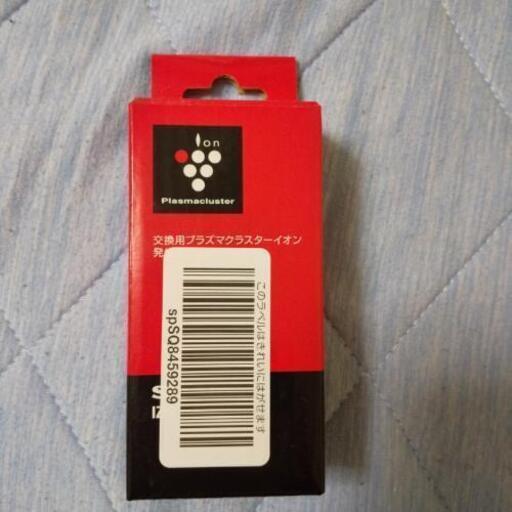 Ion
Plasmacluster
交換用プラズマクラスターイオン
発
spSQ8459289
このラベルはきれいにはがせます
S
IZ